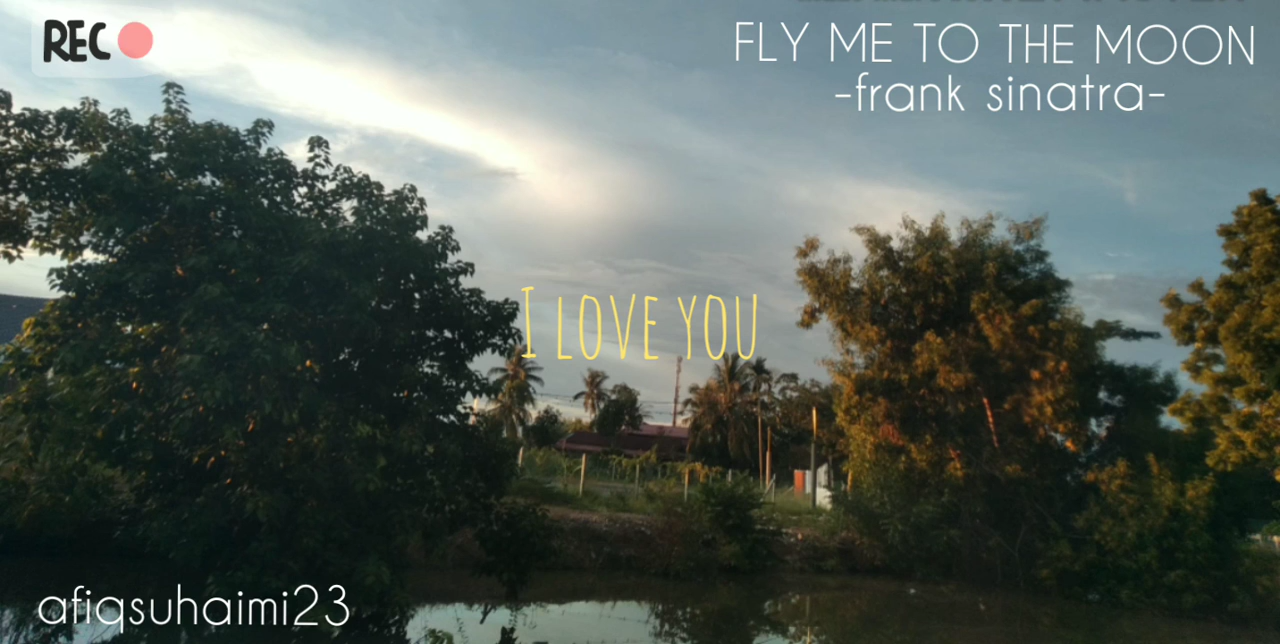 REC
FLY ME TO THE MOON
-frank sinatra-
I LOVE YOU
afiqsuhaimi23